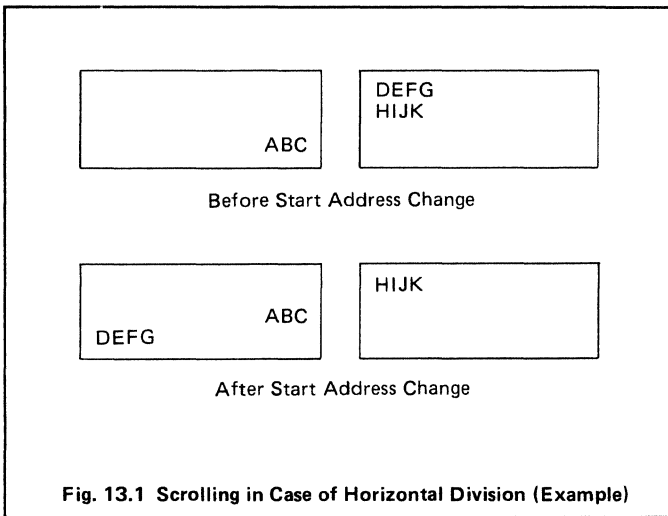 DEFG
HIJK
ABC
Before Start Address Change
HIJK
ABC
DEFG
After Start Address Change
Fig. 13.1 Scrolling in Case of Horizontal Division (Example)